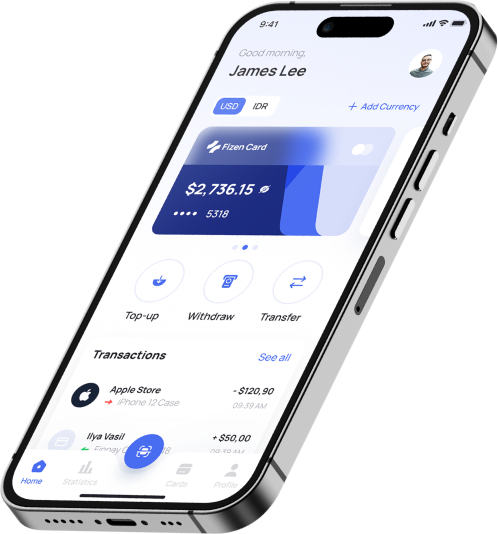 9:41
Good morning,
James Lee
USD IDR + Add Currency
Fizen Card
$2,736.15
•••• 5318
Top-up Withdraw Transfer
Transactions See all
Apple Store - $120,90
iPhone 12 Case 09:39 AM
Ilya Vasil + $50,00
18 09:39 AM
Home Statistics Cards Profile